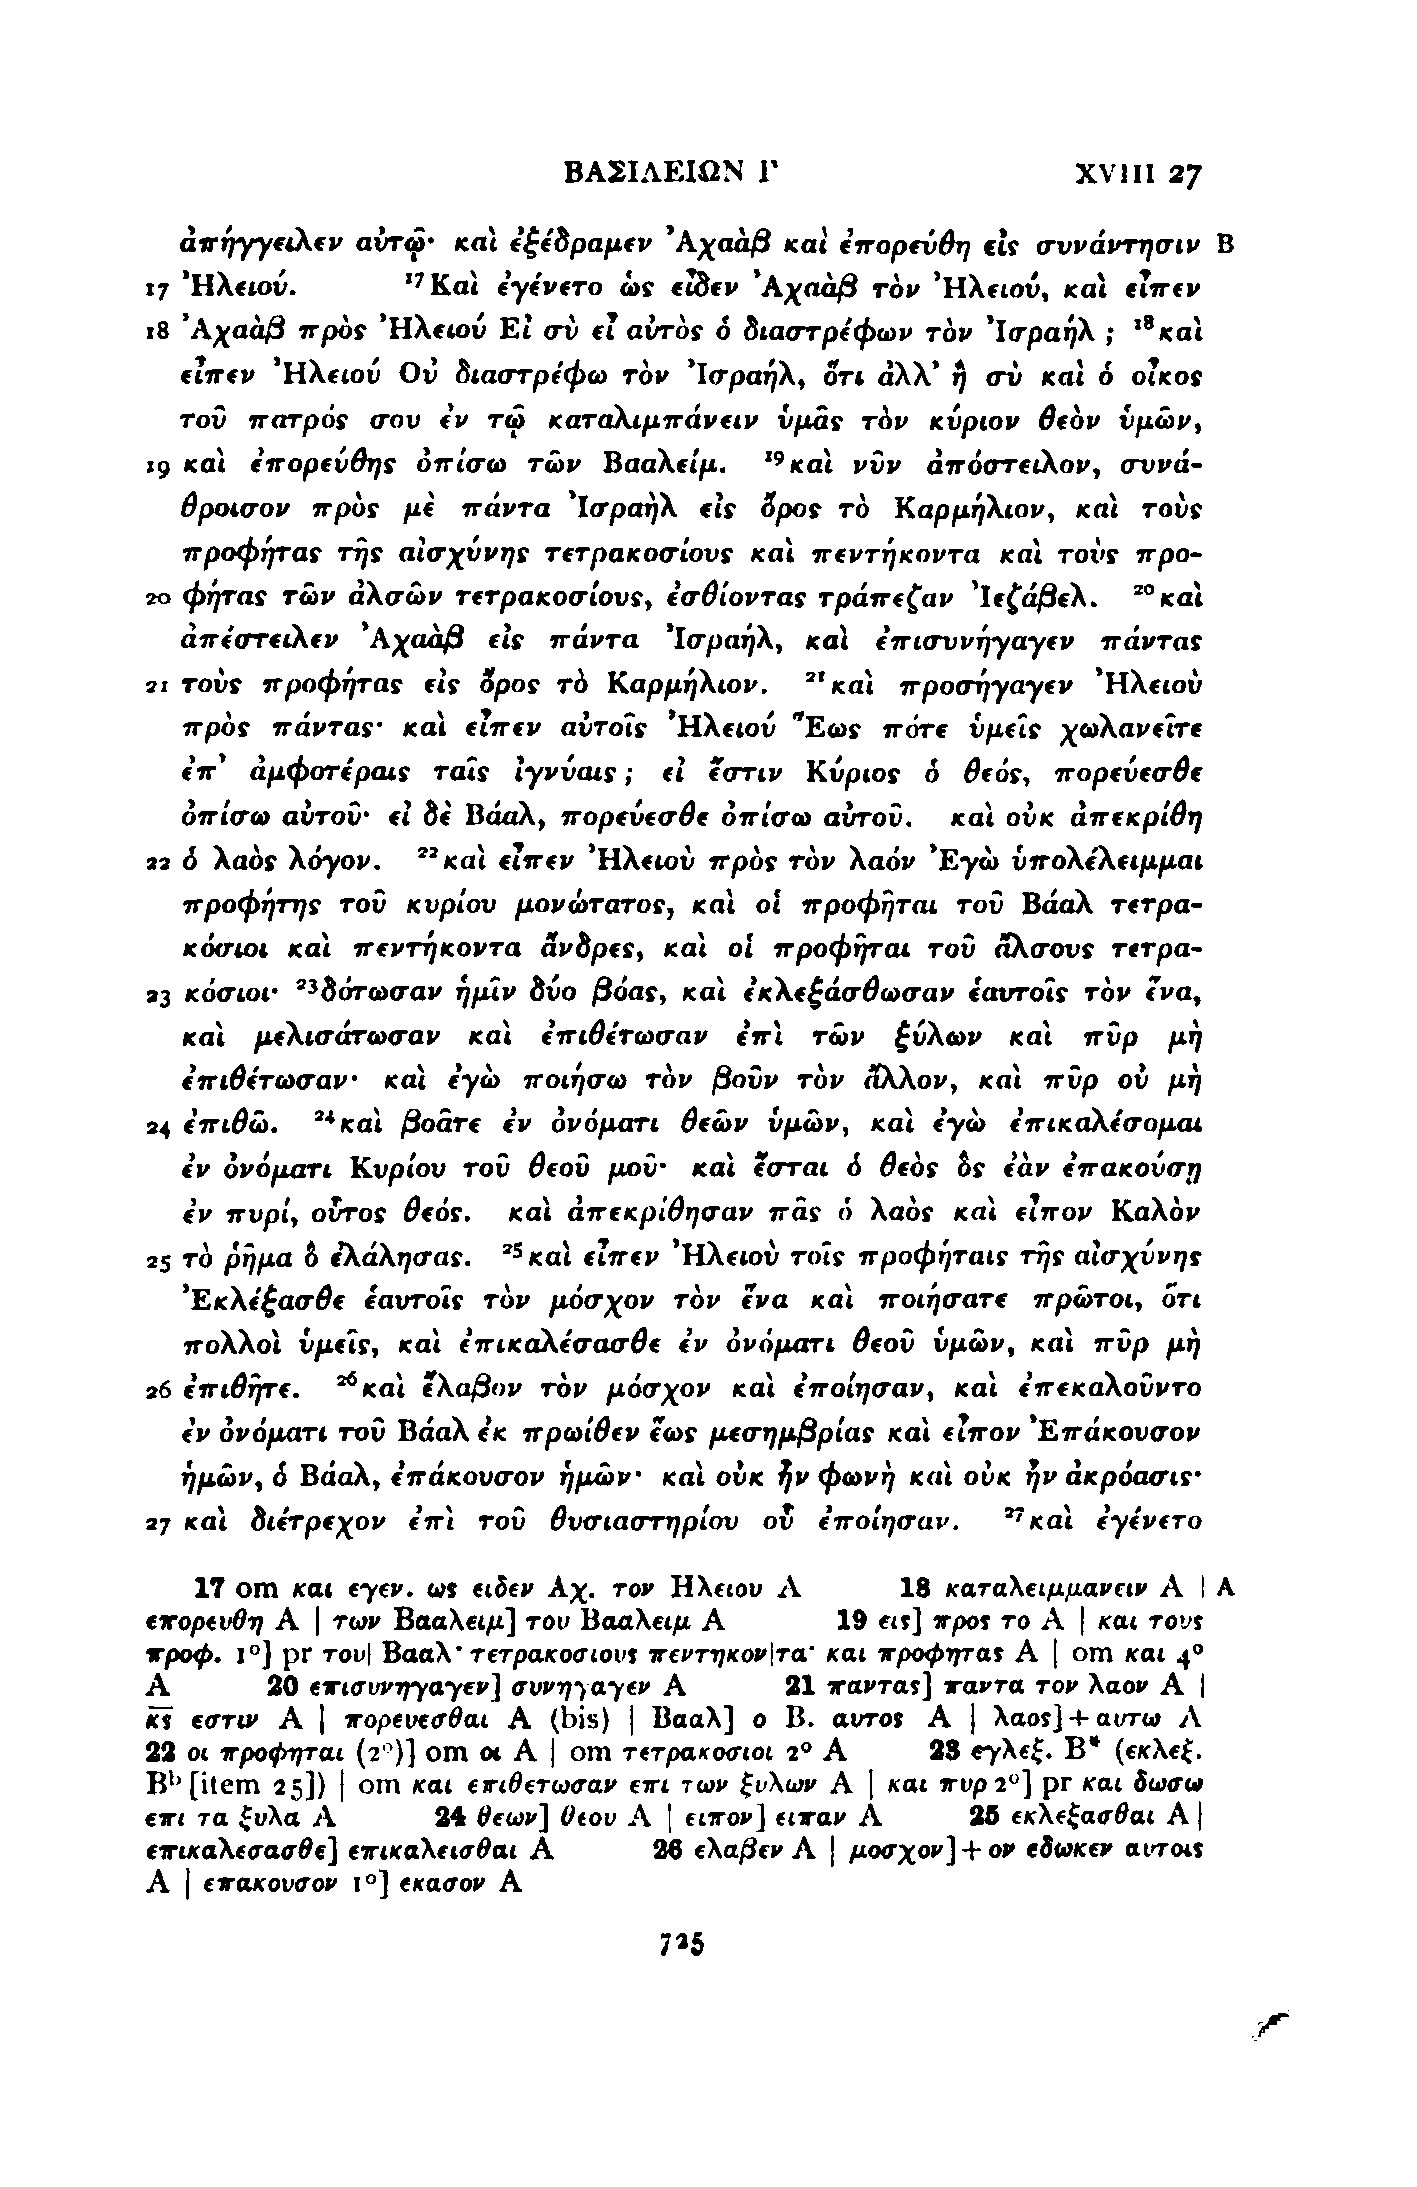 ΒΑΣΙΛΕΙΩΝ Γ΄ XVIII 27
ἀπήγγειλεν αὐτῷ· καὶ ἐξέδραμεν Ἀχαὰβ καὶ ἐπορεύθη εἰς συνάντησιν B
17 Ἠλειού. ¹⁷Καὶ ἐγένετο ὡς εἶδεν Ἀχαὰβ τὸν Ἠλειού, καὶ εἶπεν
18 Ἀχαὰβ πρὸς Ἠλειού Εἰ σὺ εἶ αὐτὸς ὁ διαστρέφων τὸν Ἰσραήλ ; ¹⁸καὶ
εἶπεν Ἠλειού Οὐ διαστρέφω τὸν Ἰσραήλ, ὅτι ἀλλ᾽ ἢ σὺ καὶ ὁ οἶκος
τοῦ πατρός σου ἐν τῷ καταλιμπάνειν ὑμᾶς τὸν κύριον θεὸν ὑμῶν,
19 καὶ ἐπορεύθης ὀπίσω τῶν Βααλείμ. ¹⁹καὶ νῦν ἀπόστειλον, συνά-
θροισον πρὸς μὲ πάντα Ἰσραὴλ εἰς ὄρος τὸ Καρμήλιον, καὶ τοὺς
προφήτας τῆς αἰσχύνης τετρακοσίους καὶ πεντήκοντα καὶ τοὺς προ-
20 φήτας τῶν ἀλσῶν τετρακοσίους, ἐσθίοντας τράπεζαν Ἰεζάβελ. ²⁰καὶ
ἀπέστειλεν Ἀχαὰβ εἰς πάντα Ἰσραήλ, καὶ ἐπισυνήγαγεν πάντας
21 τοὺς προφήτας εἰς ὄρος τὸ Καρμήλιον. ²¹καὶ προσήγαγεν Ἠλειοὺ
πρὸς πάντας· καὶ εἶπεν αὐτοῖς Ἠλειού Ἕως πότε ὑμεῖς χωλανεῖτε
ἐπ᾽ ἀμφοτέραις ταῖς ἰγνύαις ; εἰ ἔστιν Κύριος ὁ θεός, πορεύεσθε
ὀπίσω αὐτοῦ· εἰ δὲ Βάαλ, πορεύεσθε ὀπίσω αὐτοῦ. καὶ οὐκ ἀπεκρίθη
22 ὁ λαὸς λόγον. ²²καὶ εἶπεν Ἠλειοὺ πρὸς τὸν λαόν Ἐγὼ ὑπολέλειμμαι
προφήτης τοῦ κυρίου μονώτατος, καὶ οἱ προφῆται τοῦ Βάαλ τετρα-
κόσιοι καὶ πεντήκοντα ἄνδρες, καὶ οἱ προφῆται τοῦ ἄλσους τετρα-
23 κόσιοι· ²³δότωσαν ἡμῖν δύο βόας, καὶ ἐκλεξάσθωσαν ἑαυτοῖς τὸν ἕνα,
καὶ μελισάτωσαν καὶ ἐπιθέτωσαν ἐπὶ τῶν ξύλων καὶ πῦρ μὴ
ἐπιθέτωσαν· καὶ ἐγὼ ποιήσω τὸν βοῦν τὸν ἄλλον, καὶ πῦρ οὐ μὴ
24 ἐπιθῶ. ²⁴καὶ βοᾶτε ἐν ὀνόματι θεῶν ὑμῶν, καὶ ἐγὼ ἐπικαλέσομαι
ἐν ὀνόματι Κυρίου τοῦ θεοῦ μοῦ· καὶ ἔσται ὁ θεὸς ὃς ἐὰν ἐπακούσῃ
ἐν πυρί, οὗτος θεός. καὶ ἀπεκρίθησαν πᾶς ὁ λαὸς καὶ εἶπον Καλὸν
25 τὸ ῥῆμα ὃ ἐλάλησας. ²⁵καὶ εἶπεν Ἠλειοὺ τοῖς προφήταις τῆς αἰσχύνης
Ἐκλέξασθε ἑαυτοῖς τὸν μόσχον τὸν ἕνα καὶ ποιήσατε πρῶτοι, ὅτι
πολλοὶ ὑμεῖς, καὶ ἐπικαλέσασθε ἐν ὀνόματι θεοῦ ὑμῶν, καὶ πῦρ μὴ
26 ἐπιθῆτε. ²⁶καὶ ἔλαβον τὸν μόσχον καὶ ἐποίησαν, καὶ ἐπεκαλοῦντο
ἐν ὀνόματι τοῦ Βάαλ ἐκ πρωίθεν ἕως μεσημβρίας καὶ εἶπον Ἐπάκουσον
ἡμῶν, ὁ Βάαλ, ἐπάκουσον ἡμῶν· καὶ οὐκ ἦν φωνὴ καὶ οὐκ ἦν ἀκρόασις·
27 καὶ διέτρεχον ἐπὶ τοῦ θυσιαστηρίου οὗ ἐποίησαν. ²⁷καὶ ἐγένετο
17 om και εγεν. ως ειδεν Αχ. τον Ηλειου A 18 καταλειμμανειν A | A
επορευθη A | των Βααλειμ] του Βααλειμ A 19 εις] προς το A | και τους
προφ. 1°] pr του| Βααλ· τετρακοσιους πεντηκον|τα· και προφητας A | om και 4°
A 20 επισυνηγαγεν] συνηγαγεν A 21 παντας] παντα τον λαον A |
κ̅ς̅ εστιν A | πορευεσθαι A (bis) | Βααλ] ο Β. αυτος A | λαος]+αυτω A
22 οι προφηται (2°)] om οι A | om τετρακοσιοι 2° A 23 εγλεξ. B* (εκλεξ.
Bᵇ [item 25]) | om και επιθετωσαν επι των ξυλων A | και πυρ 2°] pr και δωσω
επι τα ξυλα A 24 θεων] θεου A | ειπον] ειπαν A 25 εκλεξασθαι A |
επικαλεσασθε] επικαλεισθαι A 26 ελαβεν A | μοσχον]+ον εδωκεν αυτοις
A | επακουσον 1°] εκασον A
725